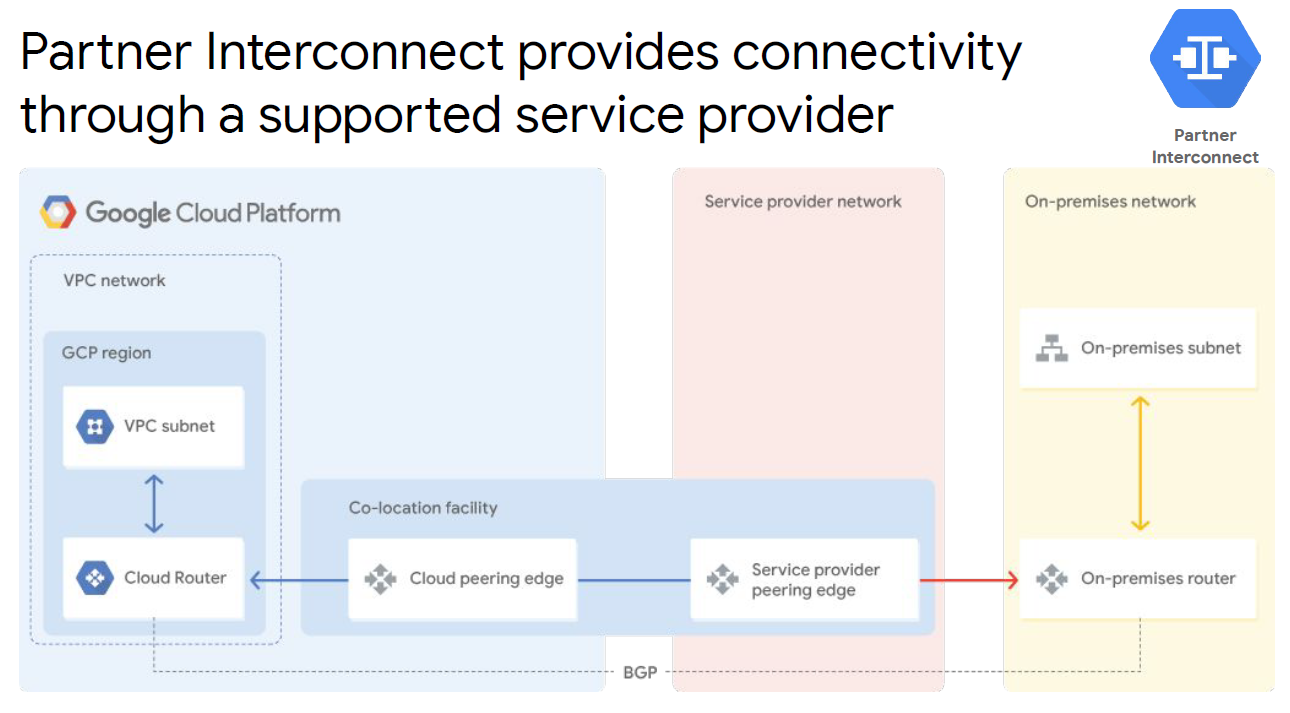 Partner Interconnect provides connectivity
through a supported service provider
Partner
Interconnect
Google Cloud Platform
Service provider network
On-premises network
VPC network
GCP region
On-premises subnet
VPC subnet
Co-location facility
Cloud Router
Cloud peering edge
Service provider
peering edge
On-premises router
BGP